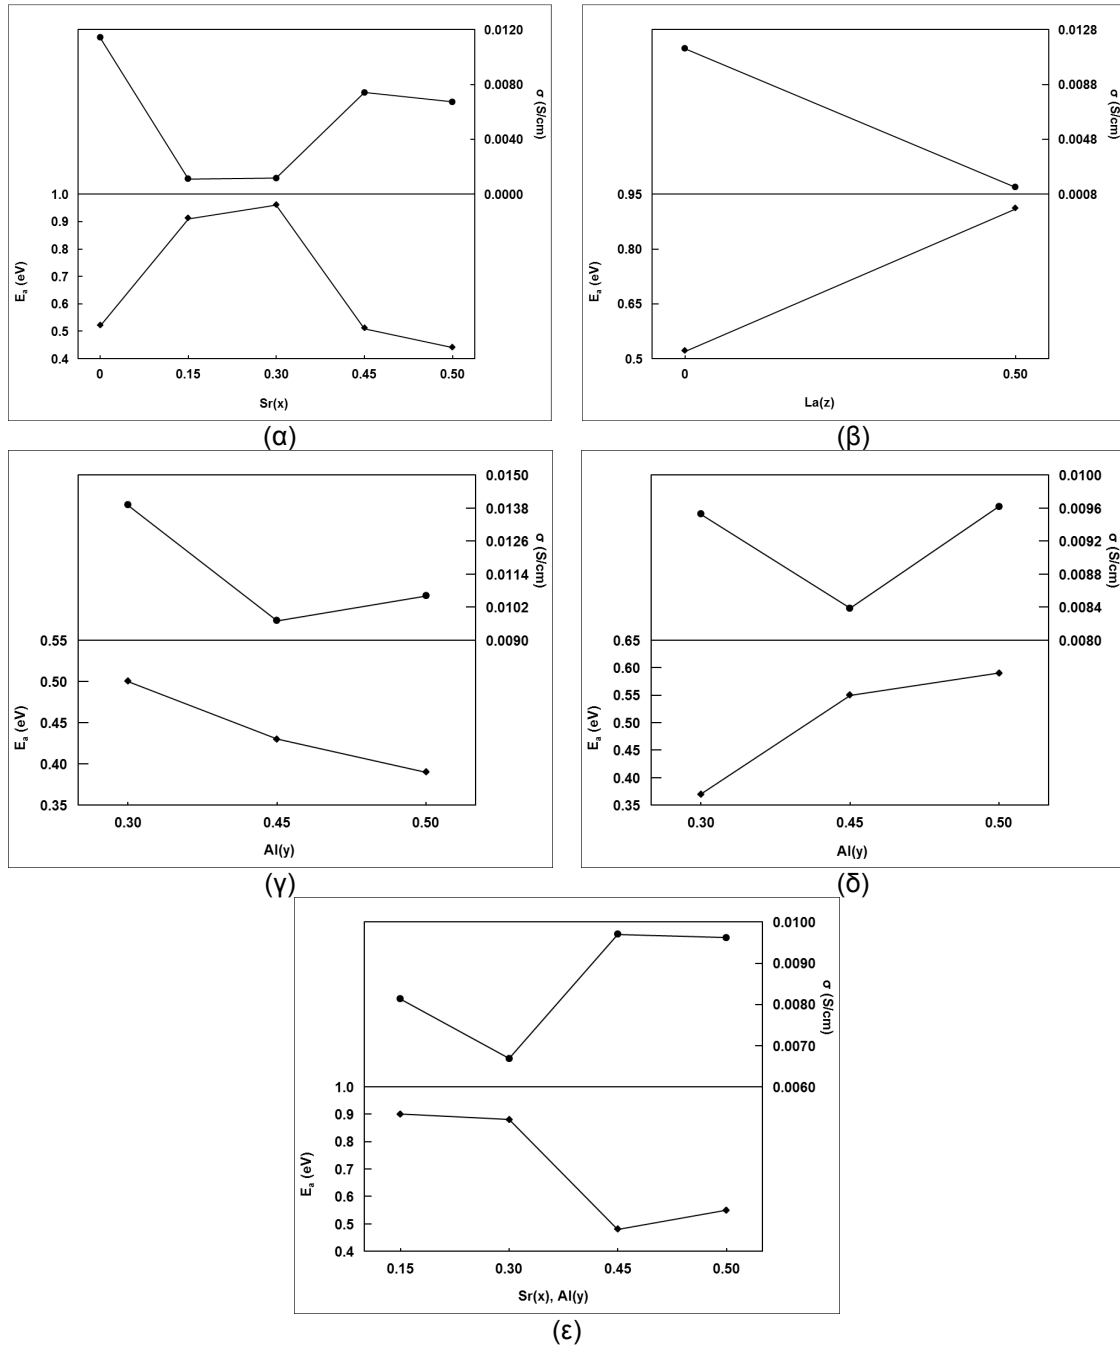 0.0120
0.0080
0.0040
0.0000
σ (S/cm)
1.0
0.9
0.8
0.7
0.6
0.5
0.4
Eₐ (eV)
0 0.15 0.30 0.45 0.50
Sr(x)
(α)
0.0128
0.0088
0.0048
0.0008
σ (S/cm)
0.95
0.80
0.65
0.5
Eₐ (eV)
0 0.50
La(z)
(β)
0.0150
0.0138
0.0126
0.0114
0.0102
0.0090
σ (S/cm)
0.55
0.50
0.45
0.40
0.35
Eₐ (eV)
0.30 0.45 0.50
Al(y)
(γ)
0.0100
0.0096
0.0092
0.0088
0.0084
0.0080
σ (S/cm)
0.65
0.60
0.55
0.50
0.45
0.40
0.35
Eₐ (eV)
0.30 0.45 0.50
Al(y)
(δ)
0.0100
0.0090
0.0080
0.0070
0.0060
σ (S/cm)
1.0
0.9
0.8
0.7
0.6
0.5
0.4
Eₐ (eV)
0.15 0.30 0.45 0.50
Sr(x), Al(y)
(ε)